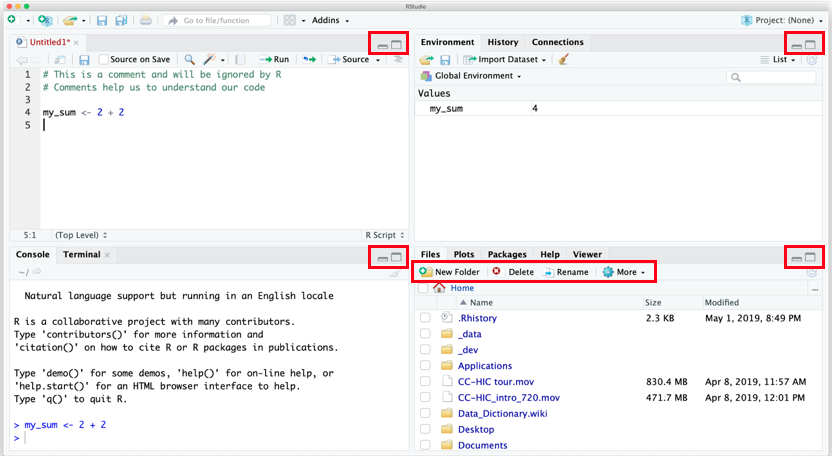 RStudio
Go to file/function
Addins
Project: (None)
Untitled1*
Source on Save
Run
Source
1 # This is a comment and will be ignored by R
2 # Comments help us to understand our code
3
4 my_sum <- 2 + 2
5
5:1 (Top Level) R Script
Environment History Connections
Import Dataset List
Global Environment
Values
my_sum 4
Console Terminal
~/
Natural language support but running in an English locale
R is a collaborative project with many contributors.
Type 'contributors()' for more information and
'citation()' on how to cite R or R packages in publications.
Type 'demo()' for some demos, 'help()' for on-line help, or
'help.start()' for an HTML browser interface to help.
Type 'q()' to quit R.
> my_sum <- 2 + 2
>
Files Plots Packages Help Viewer
New Folder Delete Rename More
Home ...
Name Size Modified
.Rhistory 2.3 KB May 1, 2019, 8:49 PM
_data
_dev
Applications
CC-HIC tour.mov 830.4 MB Apr 8, 2019, 11:57 AM
CC-HIC_intro_720.mov 471.7 MB Apr 8, 2019, 12:01 PM
Data_Dictionary.wiki
Desktop
Documents